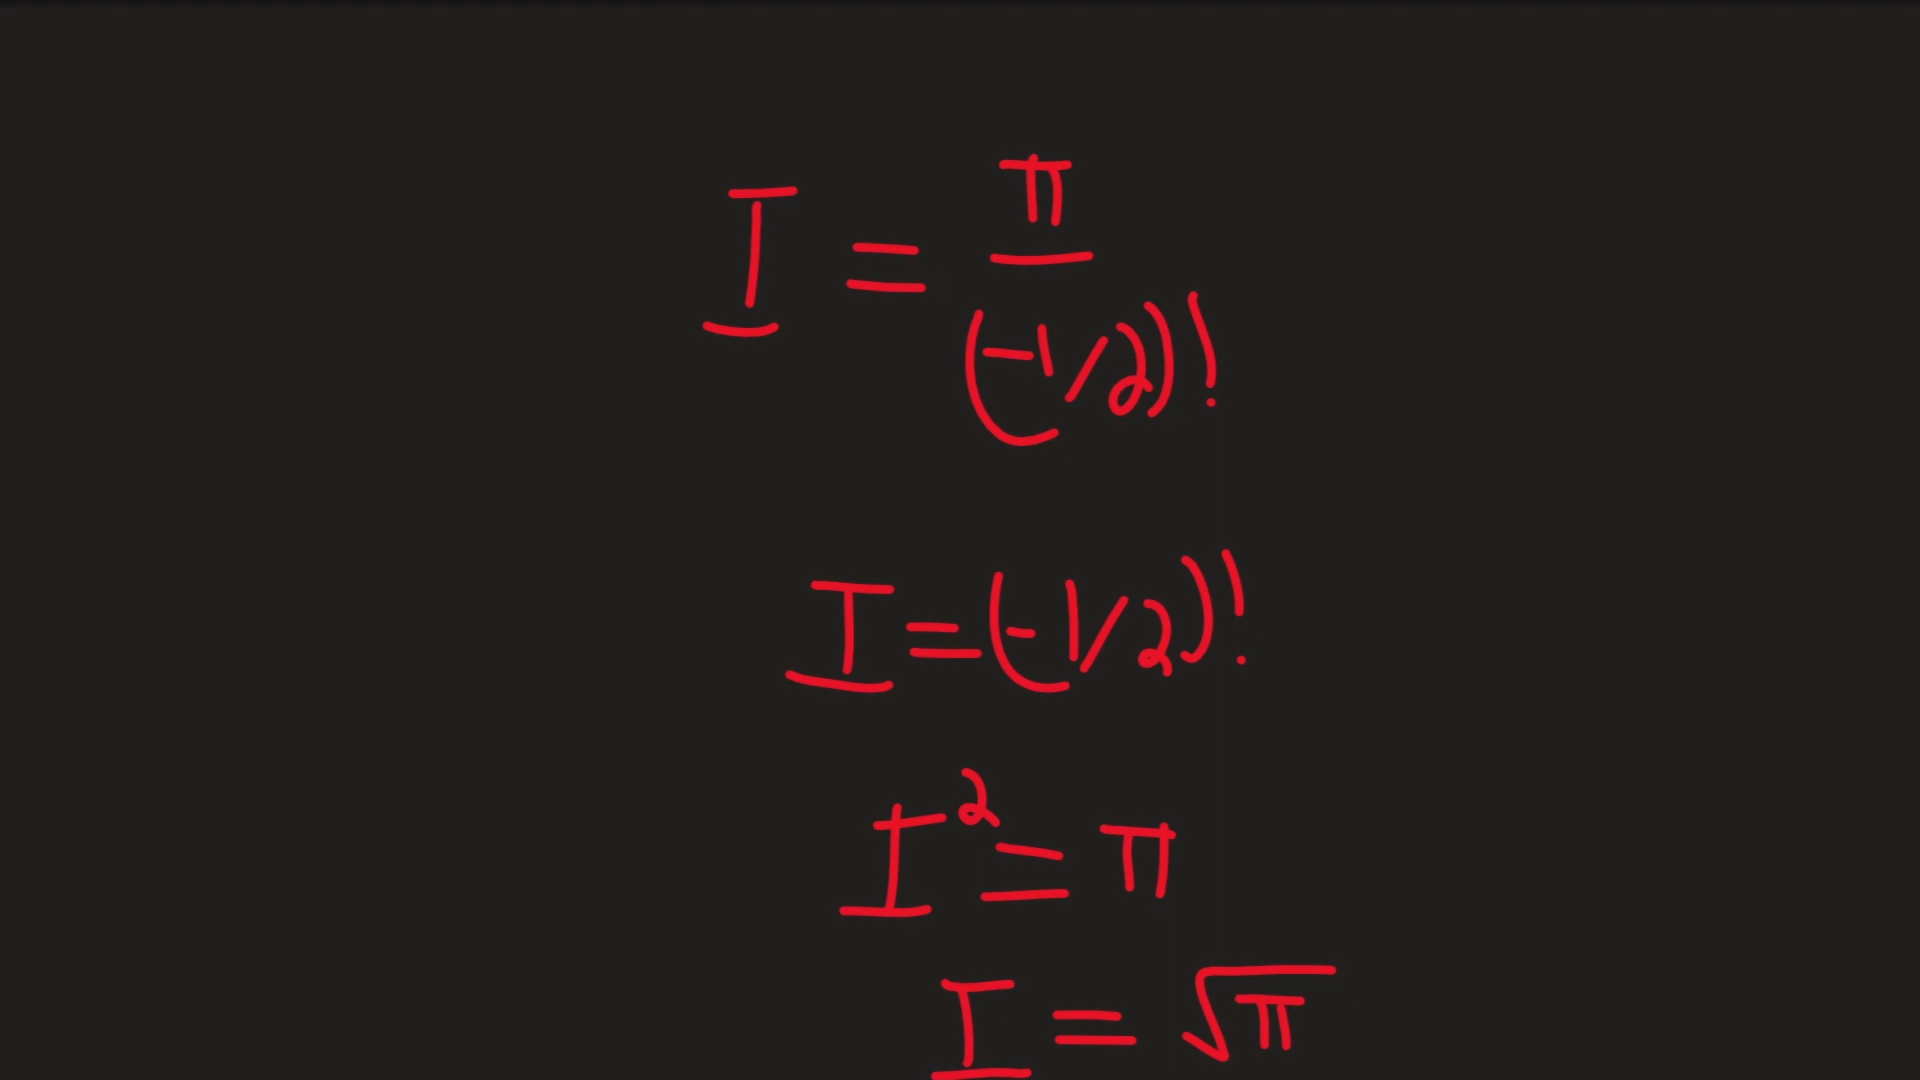 I = π/(-1/2)!
I = (-1/2)!
I² = π
I = √π